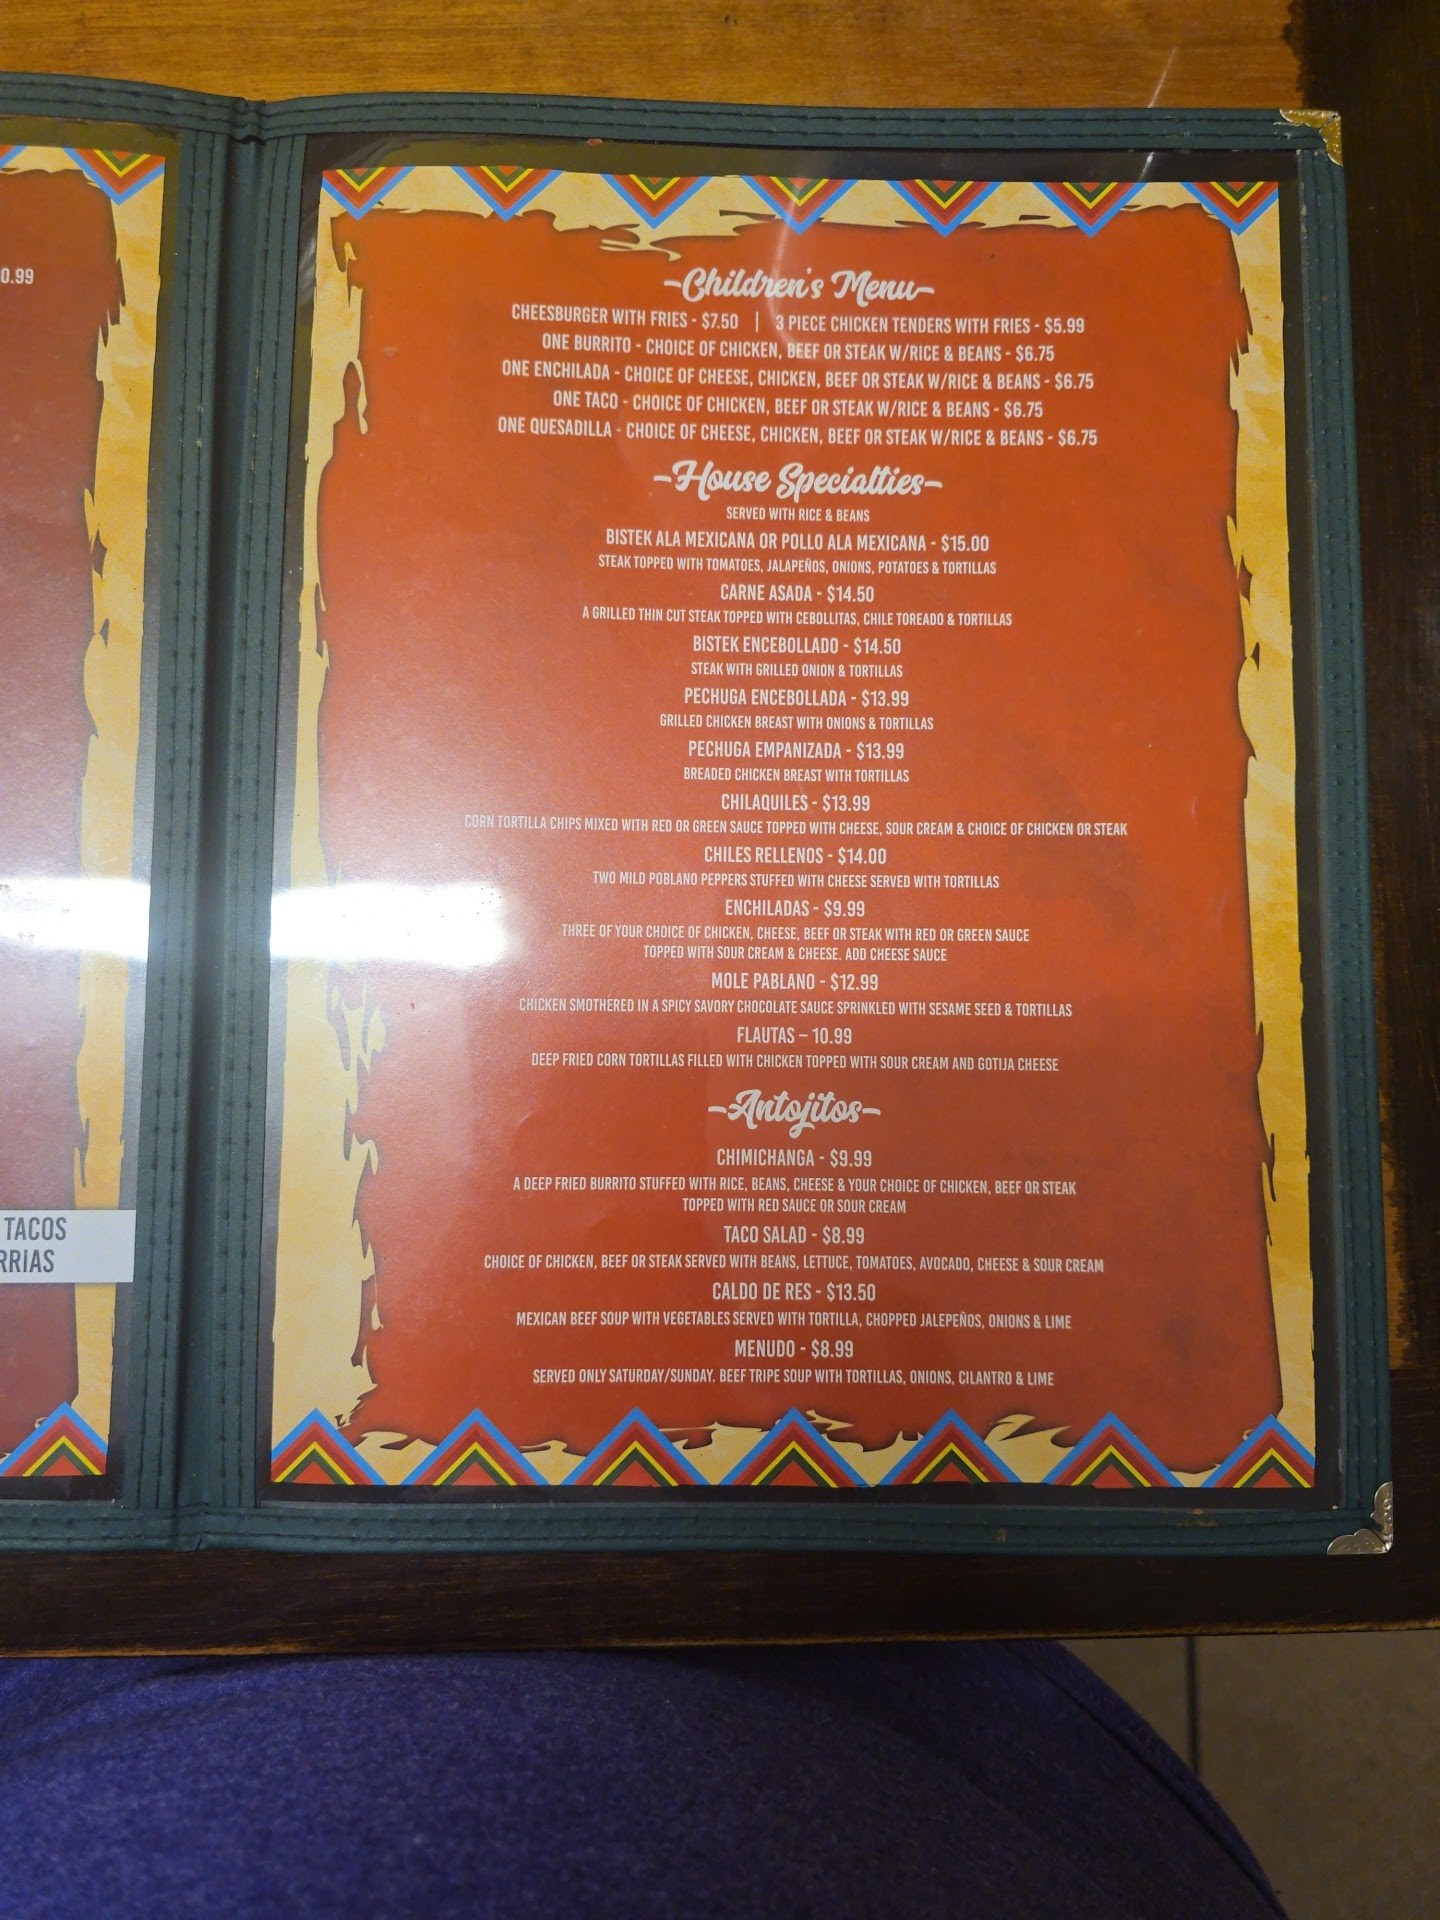 0.99
TACOS
RRIAS
-Children's Menu-
CHEESBURGER WITH FRIES - $7.50 | 3 PIECE CHICKEN TENDERS WITH FRIES - $5.99
ONE BURRITO - CHOICE OF CHICKEN, BEEF OR STEAK W/RICE & BEANS - $6.75
ONE ENCHILADA - CHOICE OF CHEESE, CHICKEN, BEEF OR STEAK W/RICE & BEANS - $6.75
ONE TACO - CHOICE OF CHICKEN, BEEF OR STEAK W/RICE & BEANS - $6.75
ONE QUESADILLA - CHOICE OF CHEESE, CHICKEN, BEEF OR STEAK W/RICE & BEANS - $6.75
-House Specialties-
SERVED WITH RICE & BEANS
BISTEK ALA MEXICANA OR POLLO ALA MEXICANA - $15.00
STEAK TOPPED WITH TOMATOES, JALAPEÑOS, ONIONS, POTATOES & TORTILLAS
CARNE ASADA - $14.50
A GRILLED THIN CUT STEAK TOPPED WITH CEBOLLITAS, CHILE TOREADO & TORTILLAS
BISTEK ENCEBOLLADO - $14.50
STEAK WITH GRILLED ONION & TORTILLAS
PECHUGA ENCEBOLLADA - $13.99
GRILLED CHICKEN BREAST WITH ONIONS & TORTILLAS
PECHUGA EMPANIZADA - $13.99
BREADED CHICKEN BREAST WITH TORTILLAS
CHILAQUILES - $13.99
CORN TORTILLA CHIPS MIXED WITH RED OR GREEN SAUCE TOPPED WITH CHEESE, SOUR CREAM & CHOICE OF CHICKEN OR STEAK
CHILES RELLENOS - $14.00
TWO MILD POBLANO PEPPERS STUFFED WITH CHEESE SERVED WITH TORTILLAS
ENCHILADAS - $9.99
THREE OF YOUR CHOICE OF CHICKEN, CHEESE, BEEF OR STEAK WITH RED OR GREEN SAUCE
TOPPED WITH SOUR CREAM & CHEESE. ADD CHEESE SAUCE
MOLE PABLANO - $12.99
CHICKEN SMOTHERED IN A SPICY SAVORY CHOCOLATE SAUCE SPRINKLED WITH SESAME SEED & TORTILLAS
FLAUTAS – 10.99
DEEP FRIED CORN TORTILLAS FILLED WITH CHICKEN TOPPED WITH SOUR CREAM AND GOTIJA CHEESE
-Antojitos-
CHIMICHANGA - $9.99
A DEEP FRIED BURRITO STUFFED WITH RICE, BEANS, CHEESE & YOUR CHOICE OF CHICKEN, BEEF OR STEAK
TOPPED WITH RED SAUCE OR SOUR CREAM
TACO SALAD - $8.99
CHOICE OF CHICKEN, BEEF OR STEAK SERVED WITH BEANS, LETTUCE, TOMATOES, AVOCADO, CHEESE & SOUR CREAM
CALDO DE RES - $13.50
MEXICAN BEEF SOUP WITH VEGETABLES SERVED WITH TORTILLA, CHOPPED JALEPEÑOS, ONIONS & LIME
MENUDO - $8.99
SERVED ONLY SATURDAY/SUNDAY. BEEF TRIPE SOUP WITH TORTILLAS, ONIONS, CILANTRO & LIME